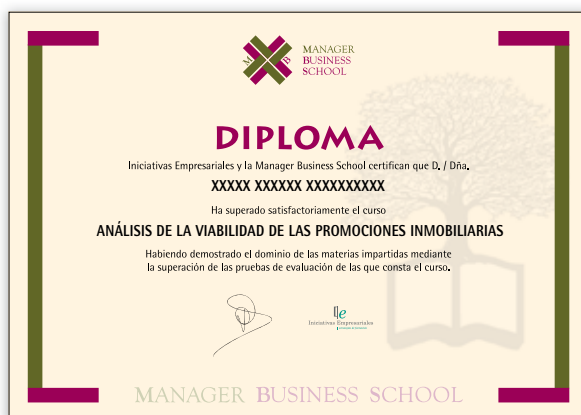 M B
MANAGER
BUSINESS
SCHOOL
DIPLOMA
Iniciativas Empresariales y la Manager Business School certifican que D. / Dña.
XXXXX XXXXXX XXXXXXXXXX
Ha superado satisfactoriamente el curso
ANÁLISIS DE LA VIABILIDAD DE LAS PROMOCIONES INMOBILIARIAS
Habiendo demostrado el dominio de las materias impartidas mediante
la superación de las pruebas de evaluación de las que consta el curso.
Iniciativas Empresariales
MANAGER BUSINESS SCHOOL